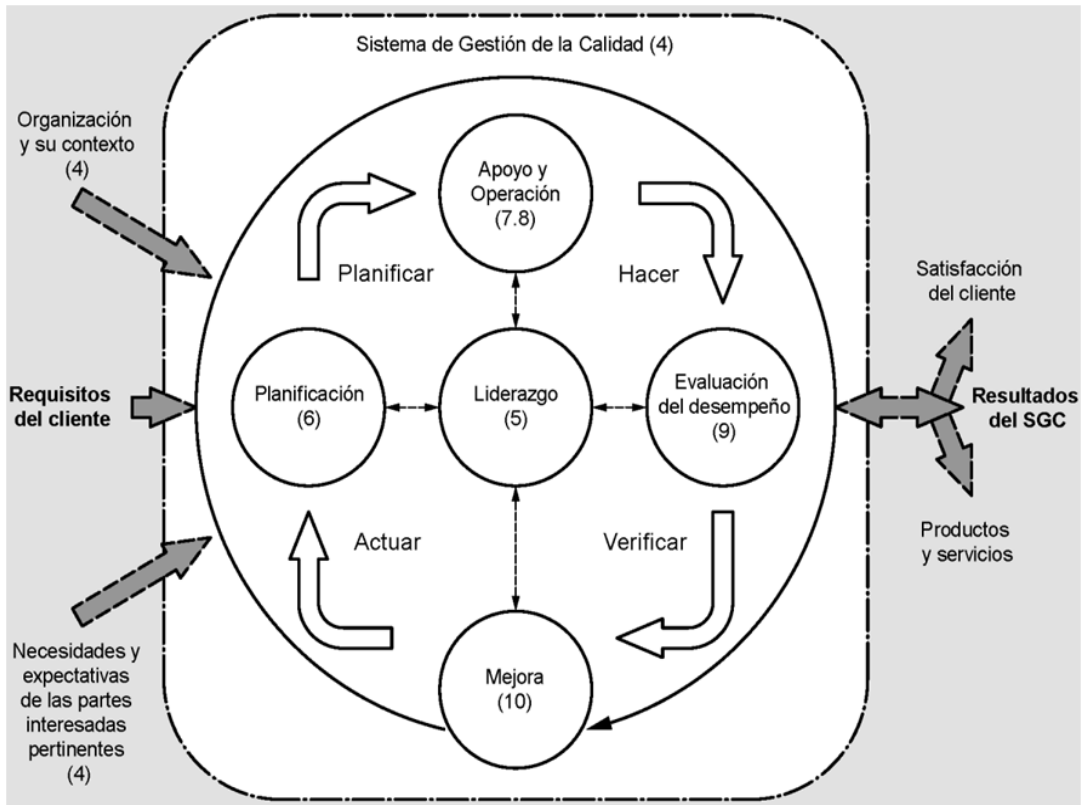 Sistema de Gestión de la Calidad (4)
Organización
y su contexto
(4)
Apoyo y
Operación
(7.8)
Planificar
Hacer
Satisfacción
del cliente
Requisitos
del cliente
Planificación
(6)
Liderazgo
(5)
Evaluación
del desempeño
(9)
Resultados
del SGC
Actuar
Verificar
Productos
y servicios
Necesidades y
expectativas
de las partes
interesadas
pertinentes
(4)
Mejora
(10)